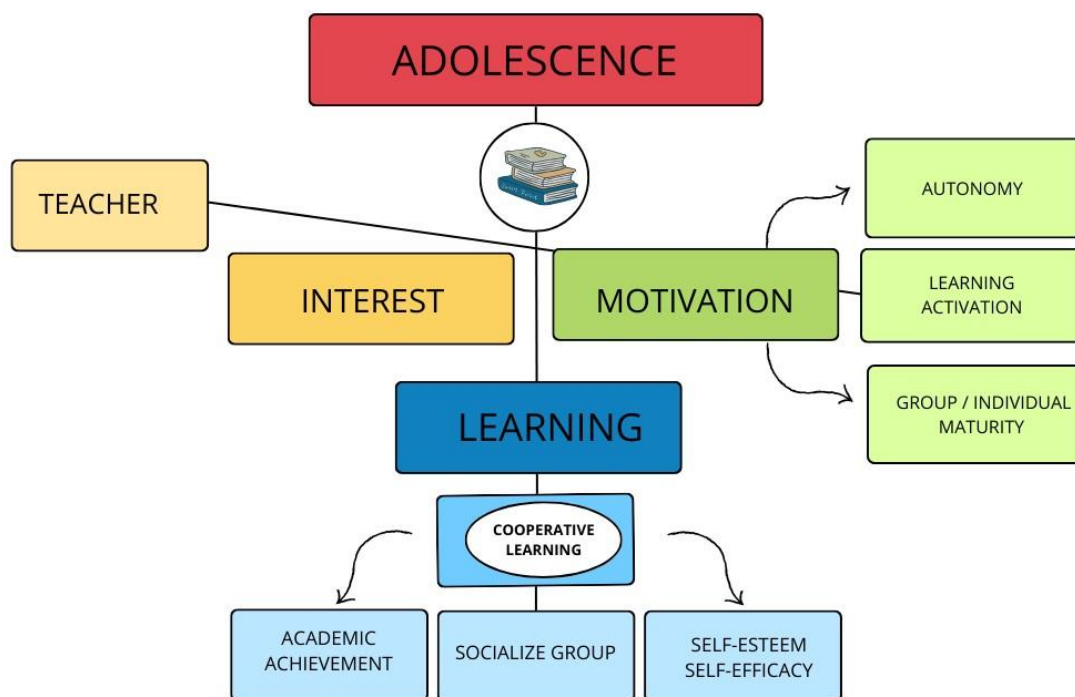 ADOLESCENCE
TEACHER
AUTONOMY
INTEREST
MOTIVATION
LEARNING
ACTIVATION
GROUP / INDIVIDUAL
MATURITY
LEARNING
COOPERATIVE
LEARNING
ACADEMIC
ACHIEVEMENT
SOCIALIZE GROUP
SELF-ESTEEM
SELF-EFFICACY